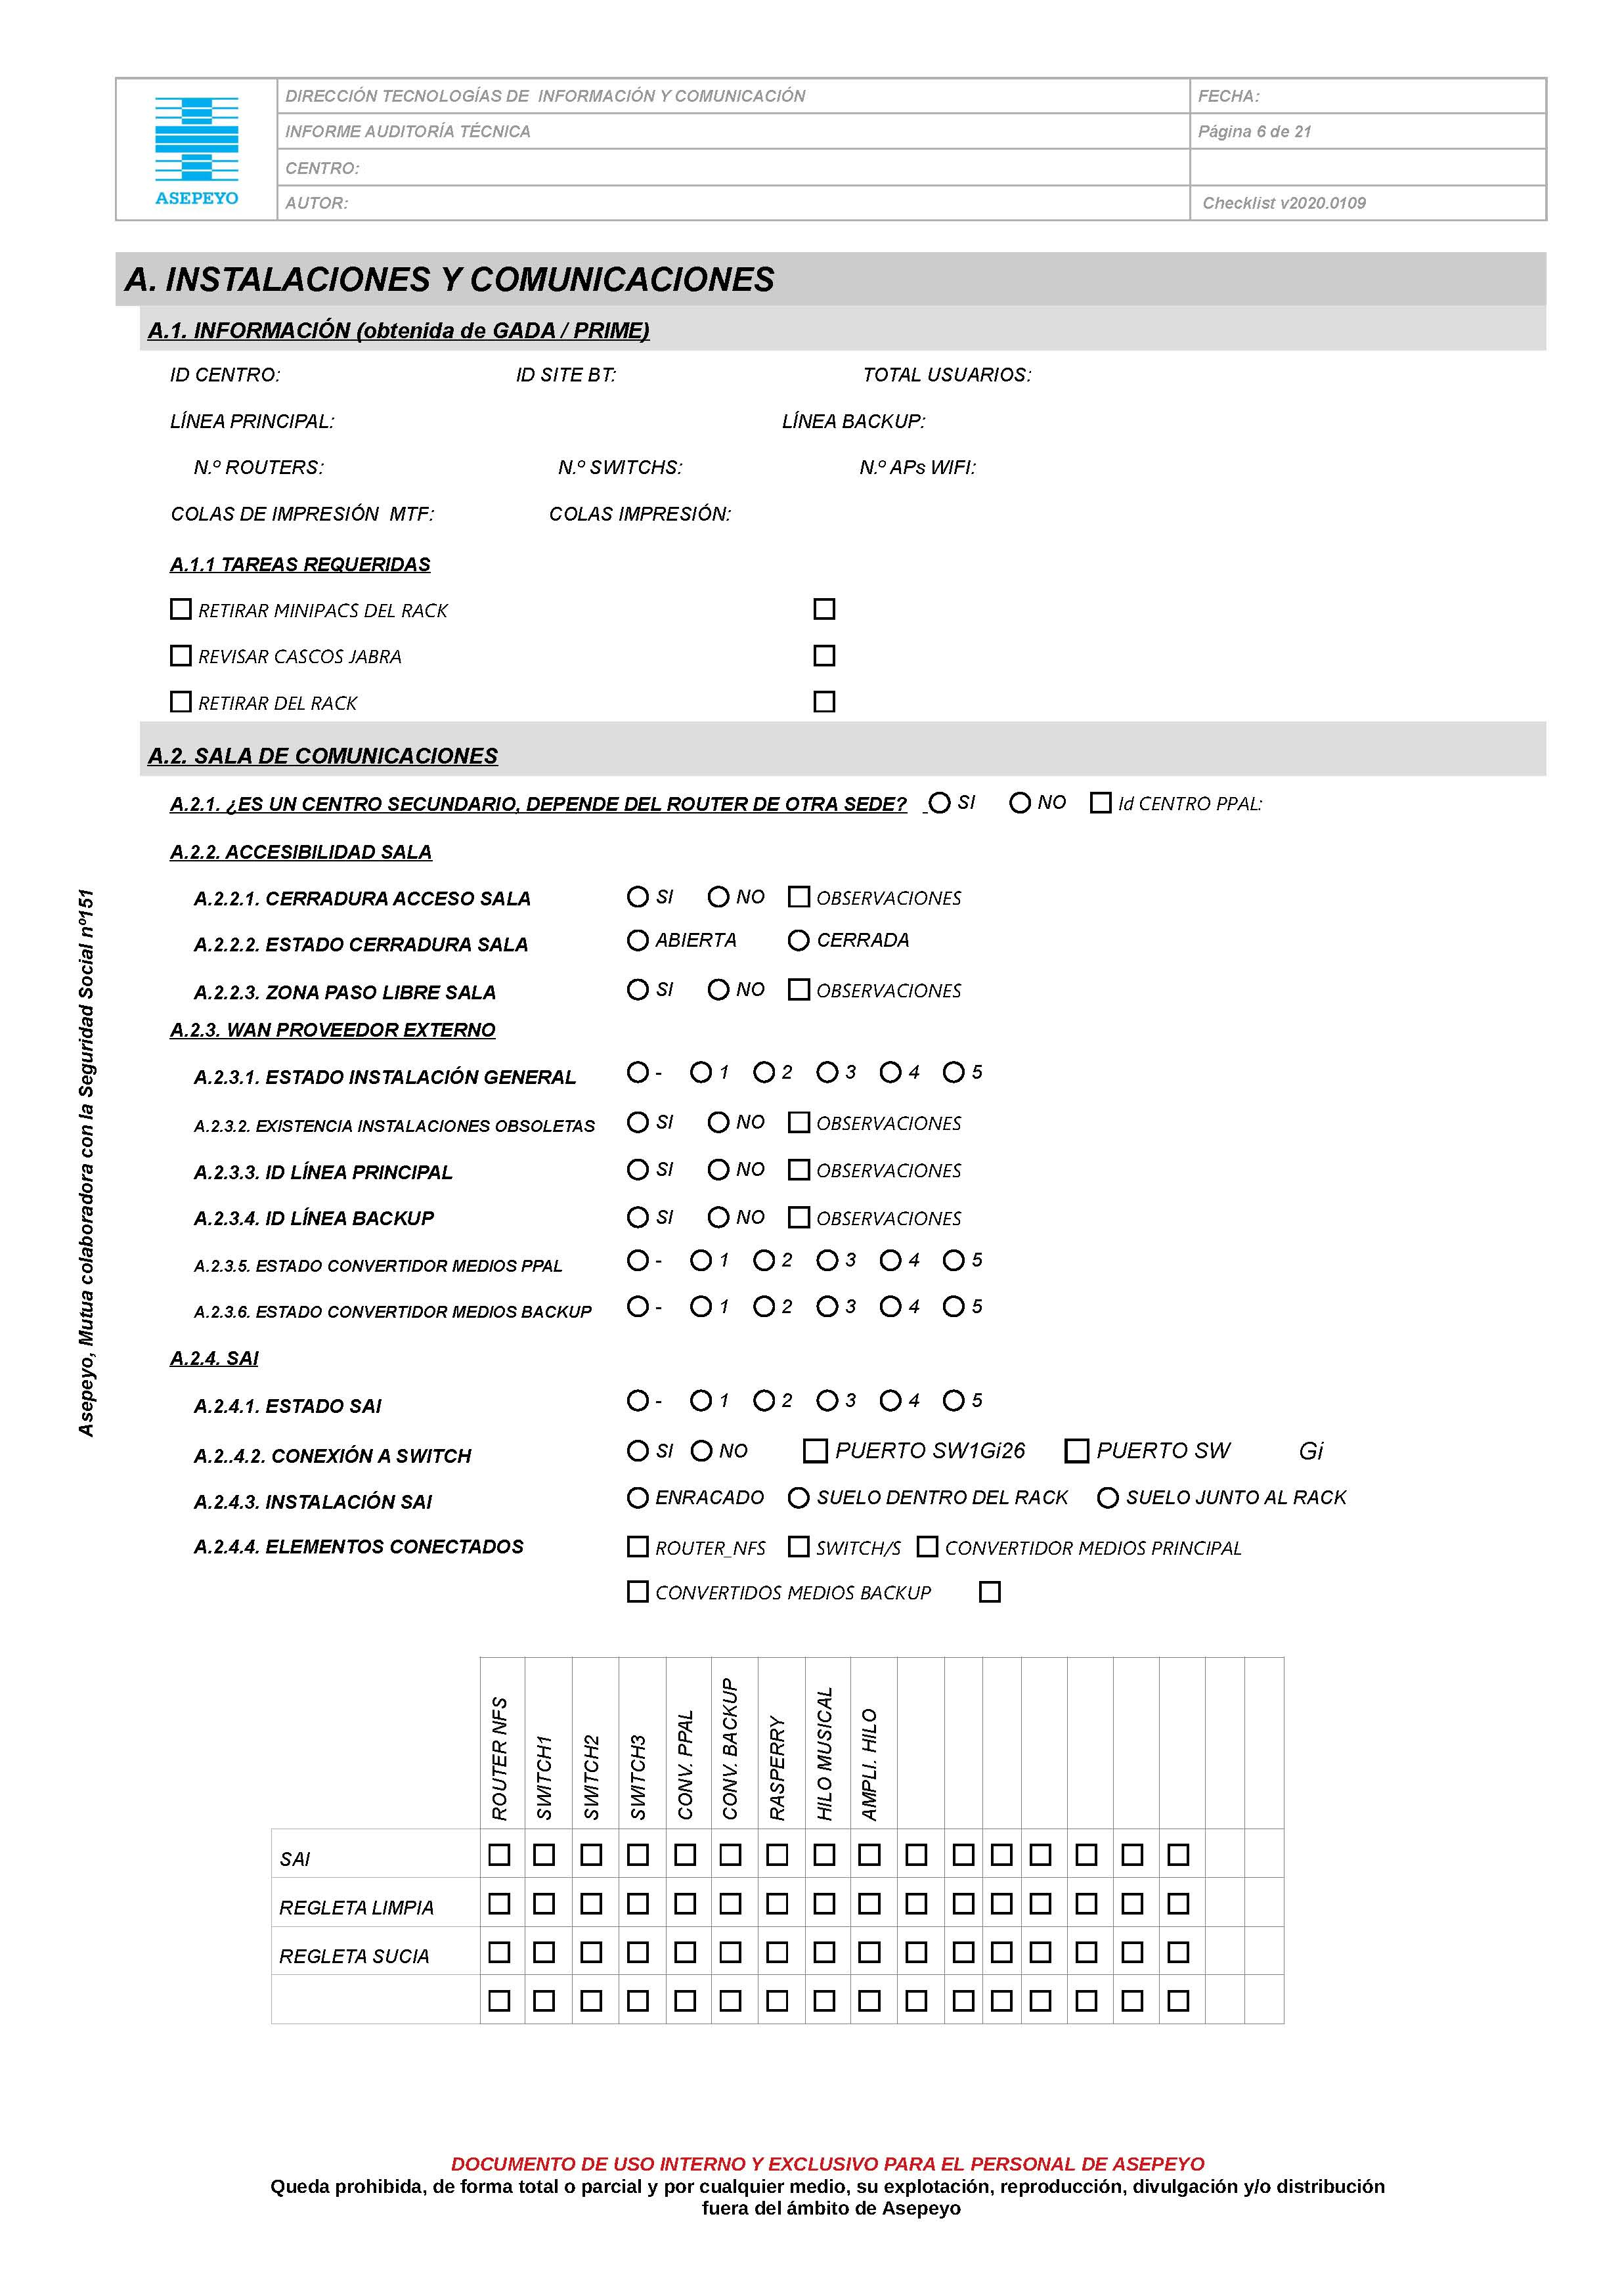 DIRECCIÓN TECNOLOGÍAS DE INFORMACIÓN Y COMUNICACIÓN FECHA:
INFORME AUDITORÍA TÉCNICA Página 6 de 21
CENTRO:
ASEPEYO AUTOR: Checklist v2020.0109
A. INSTALACIONES Y COMUNICACIONES
A.1. INFORMACIÓN (obtenida de GADA / PRIME)
ID CENTRO: ID SITE BT: TOTAL USUARIOS:
LÍNEA PRINCIPAL: LÍNEA BACKUP:
N.º ROUTERS: N.º SWITCHS: N.º APs WIFI:
COLAS DE IMPRESIÓN MTF: COLAS IMPRESIÓN:
A.1.1 TAREAS REQUERIDAS
RETIRAR MINIPACS DEL RACK
REVISAR CASCOS JABRA
RETIRAR DEL RACK
A.2. SALA DE COMUNICACIONES
A.2.1. ¿ES UN CENTRO SECUNDARIO, DEPENDE DEL ROUTER DE OTRA SEDE? SI NO Id CENTRO PPAL:
A.2.2. ACCESIBILIDAD SALA
A.2.2.1. CERRADURA ACCESO SALA SI NO OBSERVACIONES
A.2.2.2. ESTADO CERRADURA SALA ABIERTA CERRADA
A.2.2.3. ZONA PASO LIBRE SALA SI NO OBSERVACIONES
A.2.3. WAN PROVEEDOR EXTERNO
A.2.3.1. ESTADO INSTALACIÓN GENERAL - 1 2 3 4 5
A.2.3.2. EXISTENCIA INSTALACIONES OBSOLETAS SI NO OBSERVACIONES
A.2.3.3. ID LÍNEA PRINCIPAL SI NO OBSERVACIONES
A.2.3.4. ID LÍNEA BACKUP SI NO OBSERVACIONES
A.2.3.5. ESTADO CONVERTIDOR MEDIOS PPAL - 1 2 3 4 5
A.2.3.6. ESTADO CONVERTIDOR MEDIOS BACKUP - 1 2 3 4 5
A.2.4. SAI
A.2.4.1. ESTADO SAI - 1 2 3 4 5
A.2..4.2. CONEXIÓN A SWITCH SI NO PUERTO SW1Gi26 PUERTO SW Gi
A.2.4.3. INSTALACIÓN SAI ENRACADO SUELO DENTRO DEL RACK SUELO JUNTO AL RACK
A.2.4.4. ELEMENTOS CONECTADOS ROUTER_NFS SWITCH/S CONVERTIDOR MEDIOS PRINCIPAL
CONVERTIDOS MEDIOS BACKUP
ROUTER NFS
SWITCH1
SWITCH2
SWITCH3
CONV. PPAL
CONV. BACKUP
RASPERRY
HILO MUSICAL
AMPLI. HILO
SAI
REGLETA LIMPIA
REGLETA SUCIA
Asepeyo, Mutua colaboradora con la Seguridad Social nº151
DOCUMENTO DE USO INTERNO Y EXCLUSIVO PARA EL PERSONAL DE ASEPEYO
Queda prohibida, de forma total o parcial y por cualquier medio, su explotación, reproducción, divulgación y/o distribución
fuera del ámbito de Asepeyo